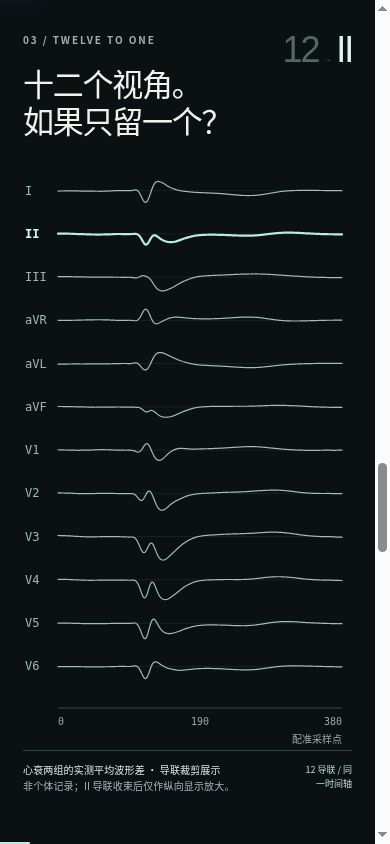 03 / TWELVE TO ONE
12 → II
十二个视角。
如果只留一个？
I
II
III
aVR
aVL
aVF
V1
V2
V3
V4
V5
V6
0 190 380
配准采样点
心衰两组的实测平均波形差 · 导联裁剪展示
非个体记录；II 导联收束后仅作纵向显示放大。
12 导联 / 同
一时间轴